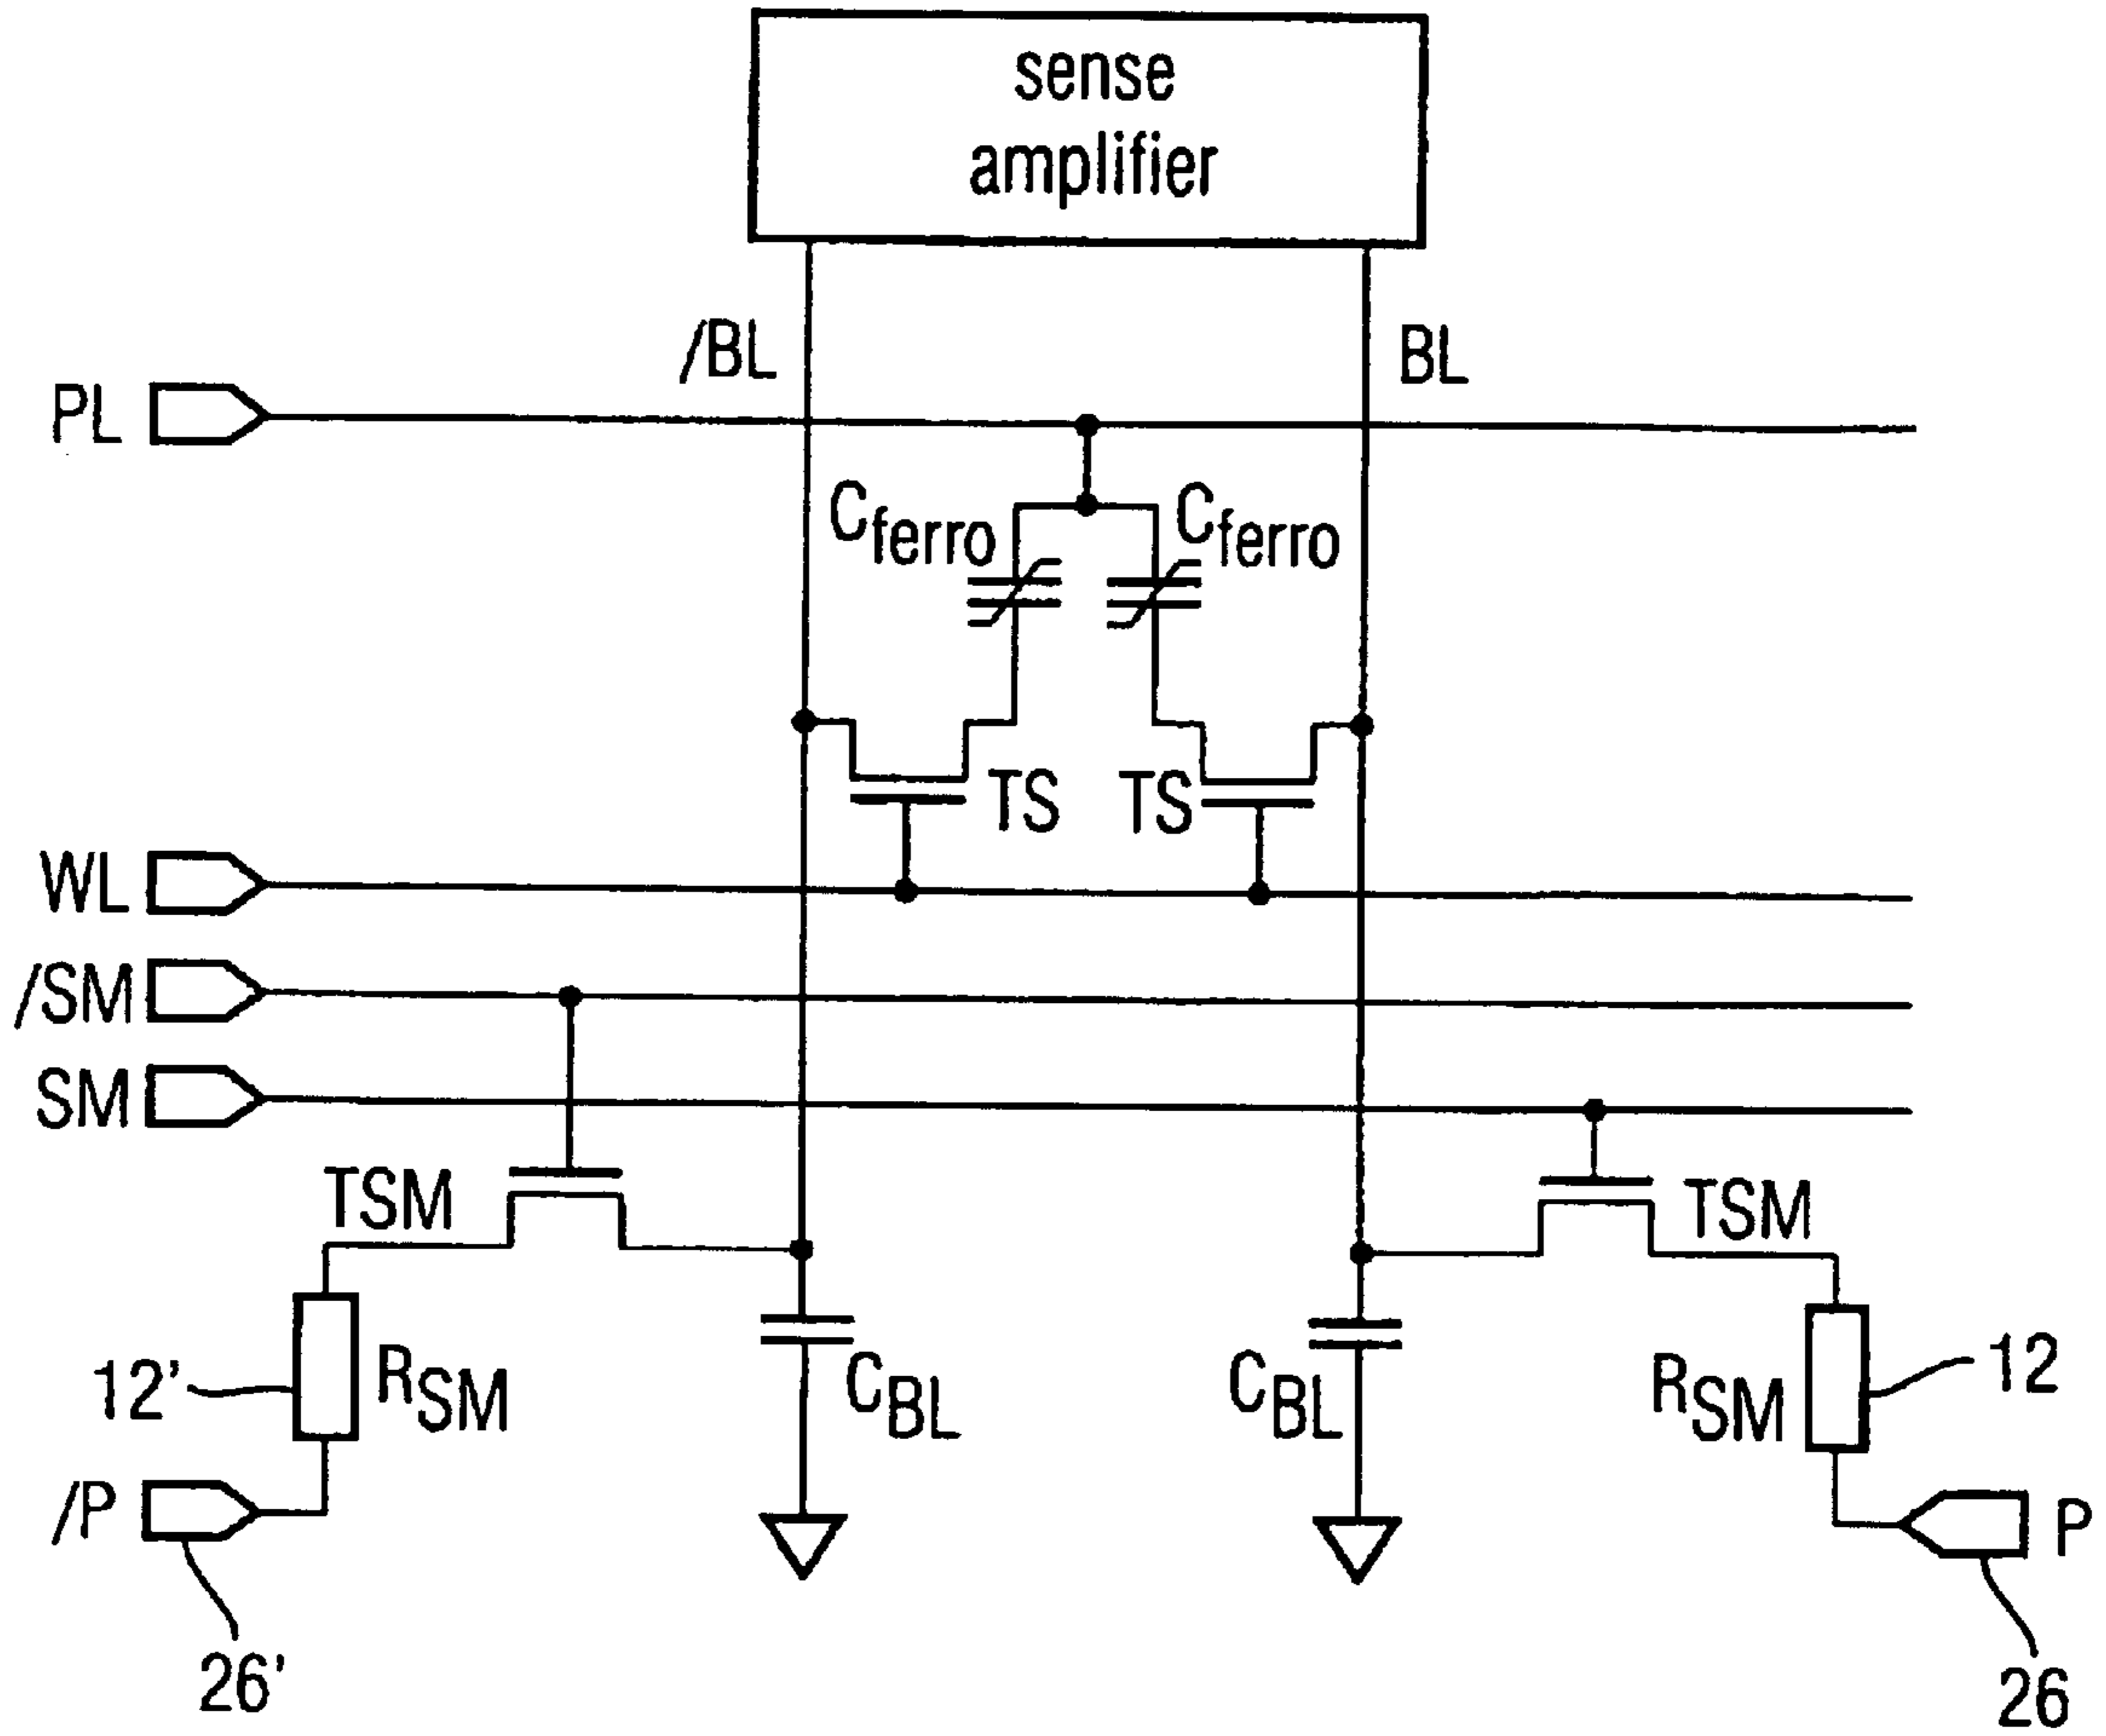 sense
amplifier
/BL
BL
PL
Cferro
Cferro
TS
TS
WL
/SM
SM
TSM
TSM
12'
RSM
CBL
CBL
RSM
12
/P
P
26'
26